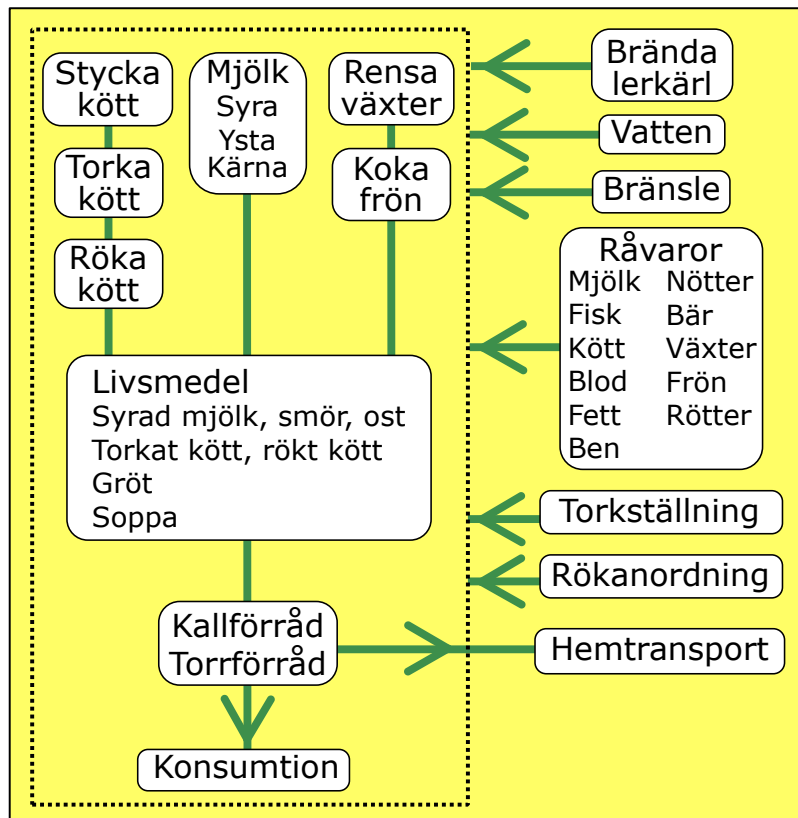 Stycka
kött
Torka
kött
Röka
kött
Mjölk
Syra
Ysta
Kärna
Rensa
växter
Koka
frön
Livsmedel
Syrad mjölk, smör, ost
Torkat kött, rökt kött
Gröt
Soppa
Kallförråd
Torrförråd
Konsumtion
Brända
lerkärl
Vatten
Bränsle
Råvaror
Mjölk Nötter
Fisk Bär
Kött Växter
Blod Frön
Fett Rötter
Ben
Torkställning
Rökanordning
Hemtransport